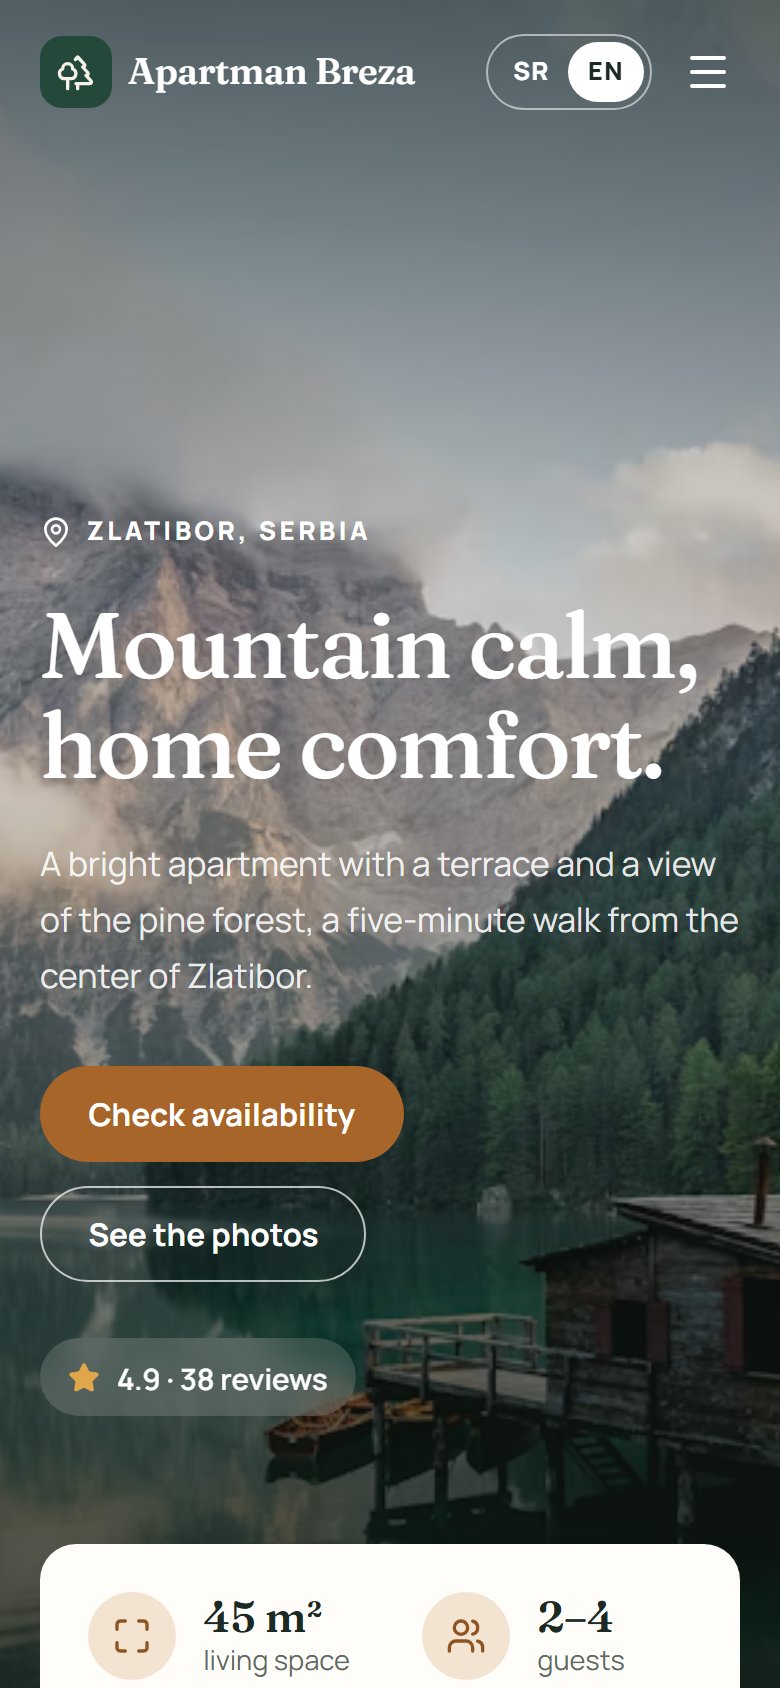 Apartman Breza
SR EN
ZLATIBOR, SERBIA
Mountain calm,
home comfort.
A bright apartment with a terrace and a view
of the pine forest, a five-minute walk from the
center of Zlatibor.
Check availability
See the photos
4.9 · 38 reviews
45 m²
living space
2–4
guests